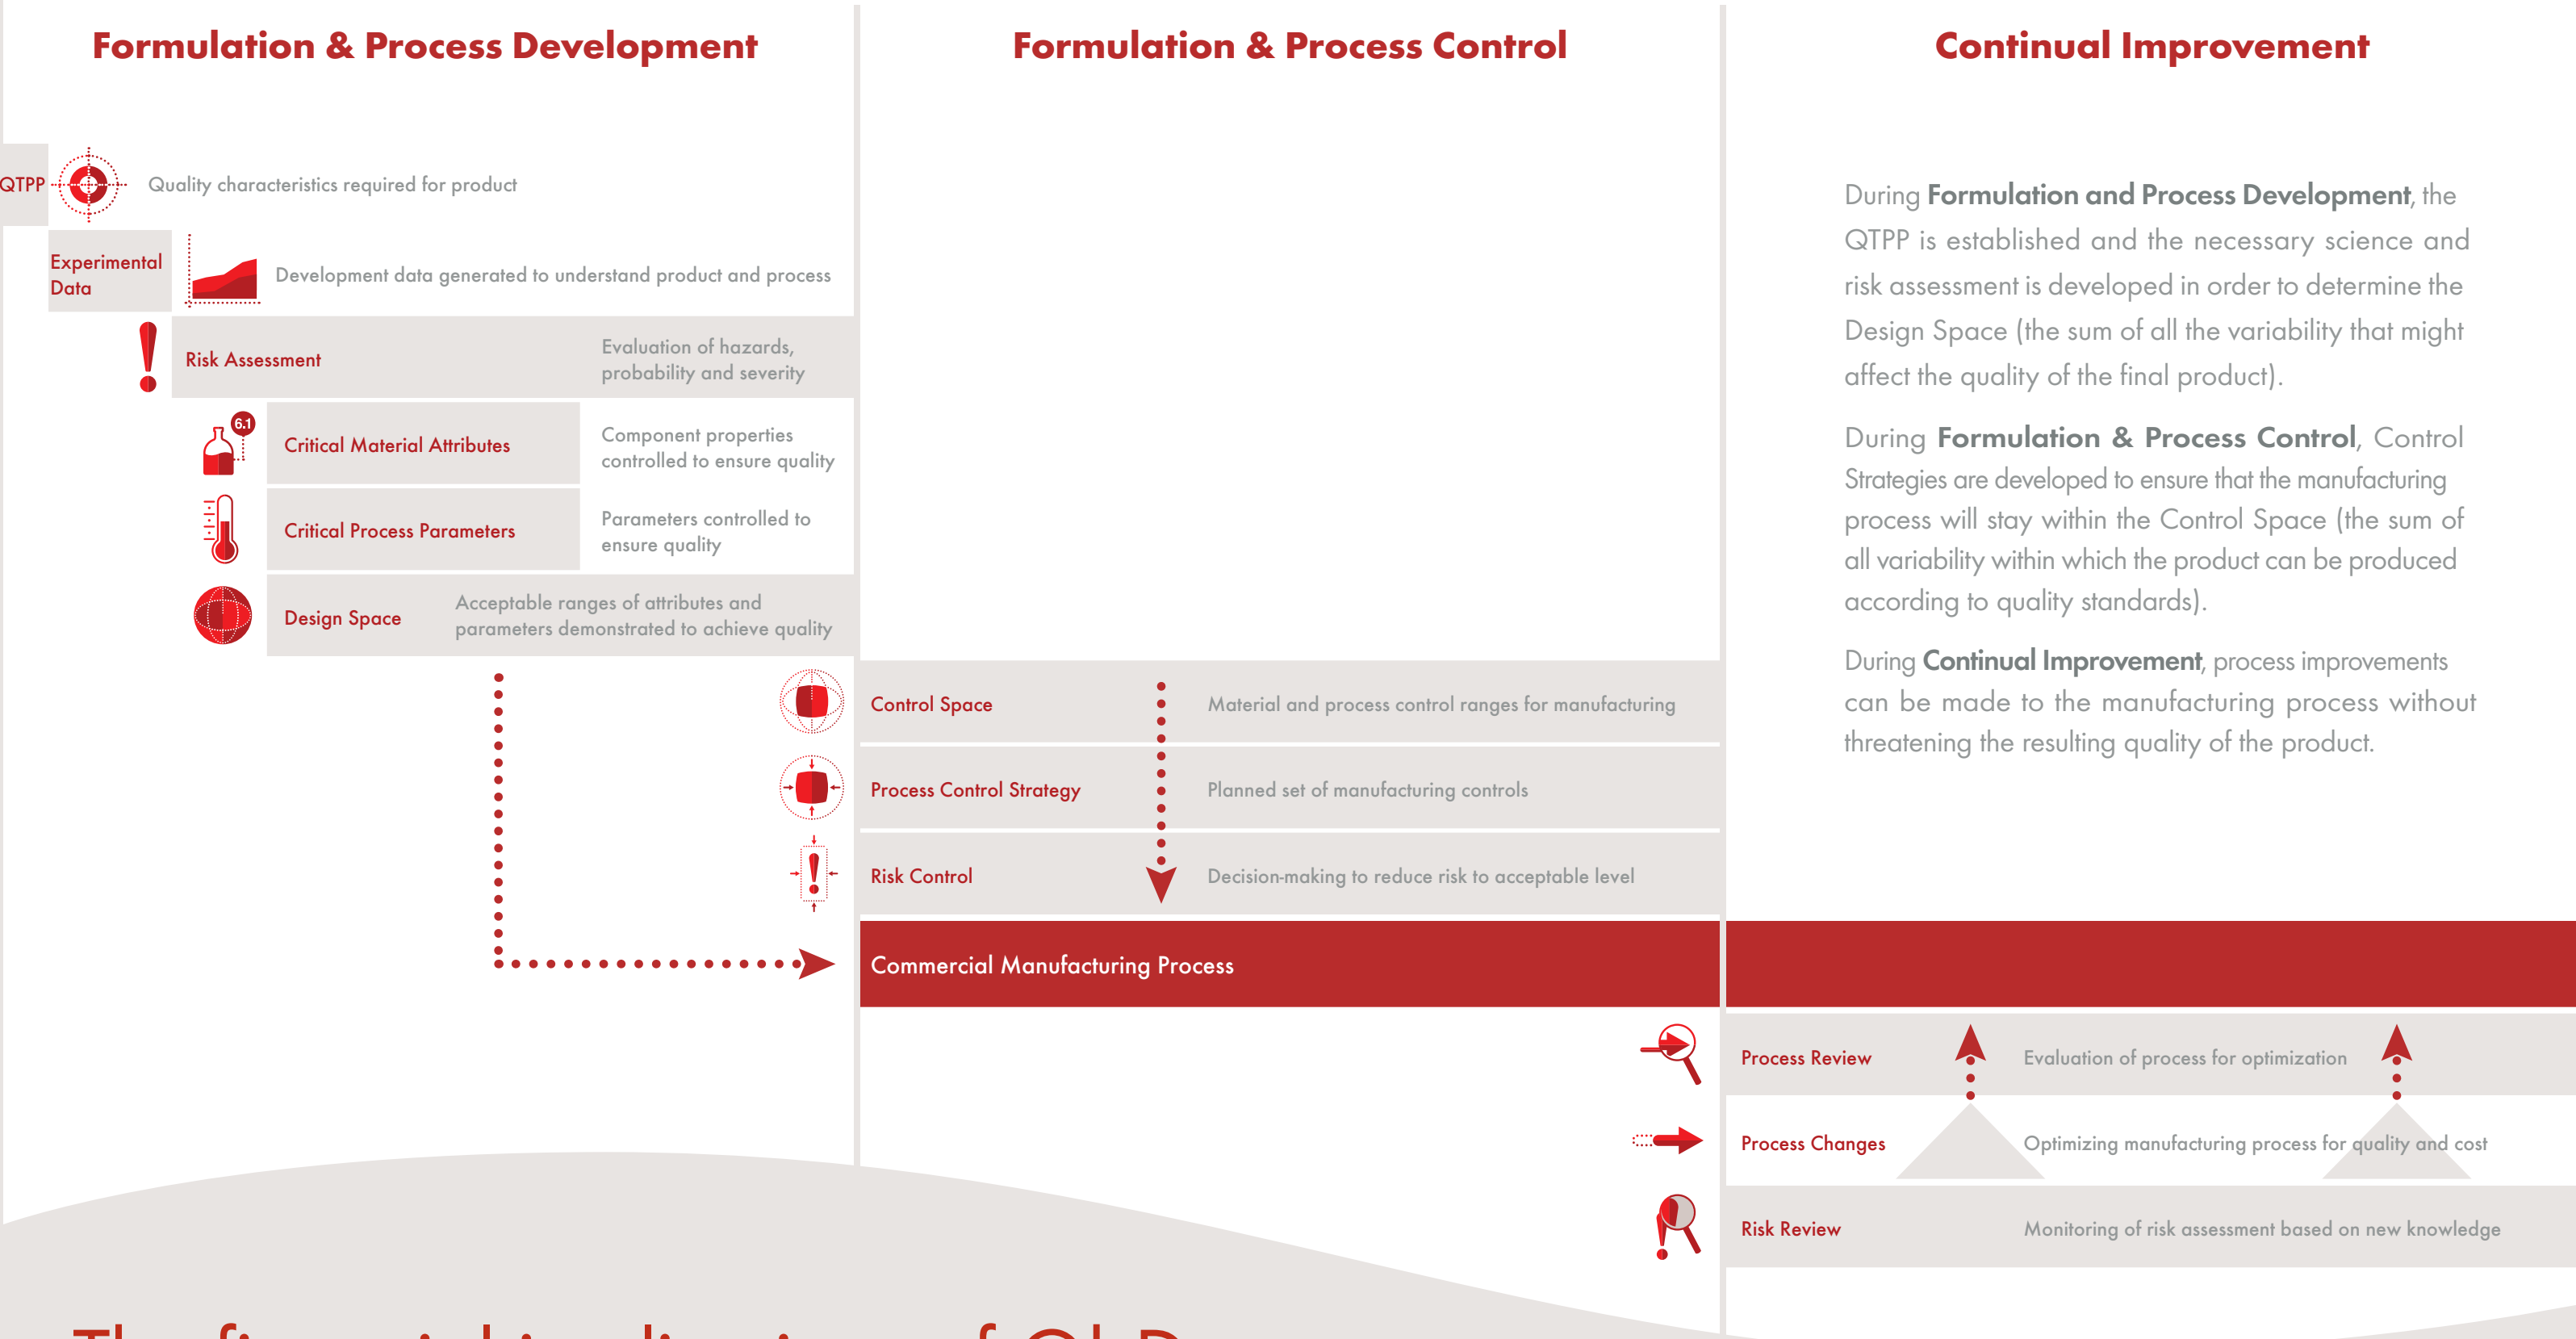 Formulation & Process Development
QTPP
Quality characteristics required for product
Experimental
Data
Development data generated to understand product and process
Risk Assessment
Evaluation of hazards,
probability and severity
6.1
Critical Material Attributes
Component properties
controlled to ensure quality
Critical Process Parameters
Parameters controlled to
ensure quality
Design Space
Acceptable ranges of attributes and
parameters demonstrated to achieve quality
Formulation & Process Control
Control Space
Material and process control ranges for manufacturing
Process Control Strategy
Planned set of manufacturing controls
Risk Control
Decision-making to reduce risk to acceptable level
Commercial Manufacturing Process
Continual Improvement
During Formulation and Process Development, the
QTPP is established and the necessary science and
risk assessment is developed in order to determine the
Design Space (the sum of all the variability that might
affect the quality of the final product).
During Formulation & Process Control, Control
Strategies are developed to ensure that the manufacturing
process will stay within the Control Space (the sum of
all variability within which the product can be produced
according to quality standards).
During Continual Improvement, process improvements
can be made to the manufacturing process without
threatening the resulting quality of the product.
Process Review
Evaluation of process for optimization
Process Changes
Optimizing manufacturing process for quality and cost
Risk Review
Monitoring of risk assessment based on new knowledge